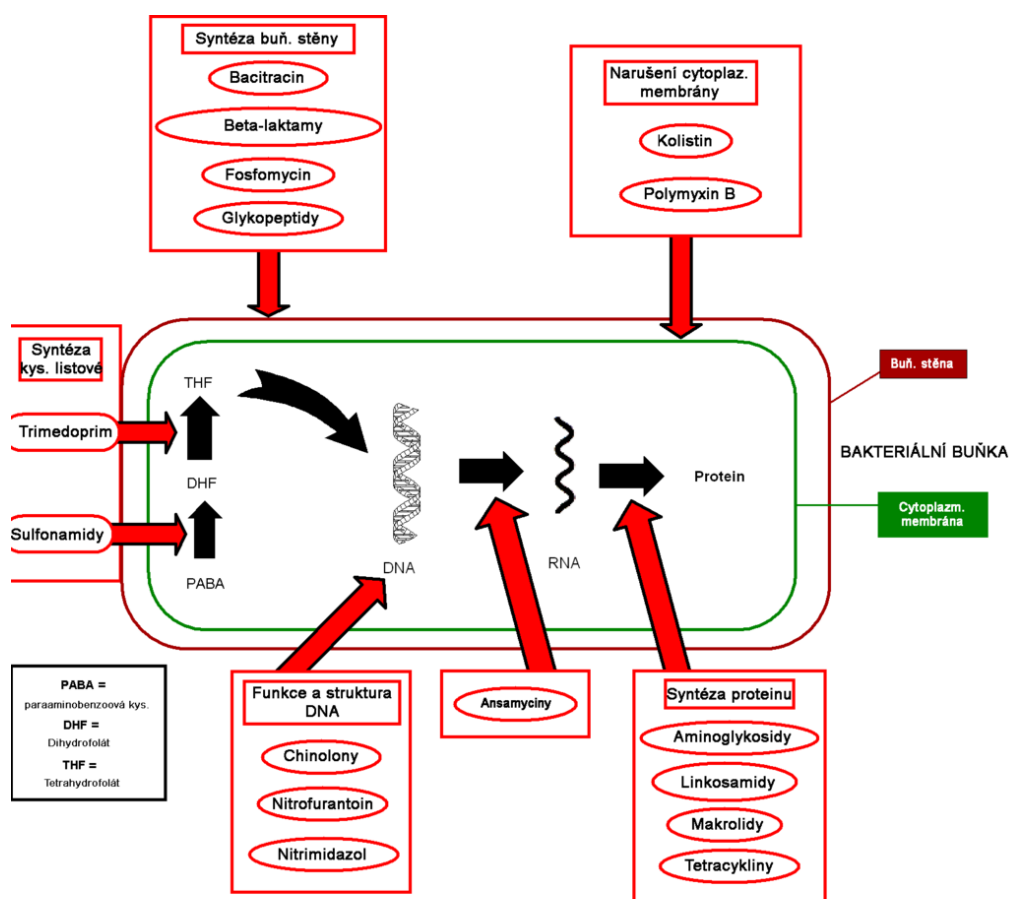 Syntéza buň. stěny
Bacitracin
Beta-laktamy
Fosfomycin
Glykopeptidy
Narušení cytoplaz.
membrány
Kolistin
Polymyxin B
Syntéza
kys. listové
Trimedoprim
Sulfonamidy
THF
DHF
PABA
DNA
RNA
Protein
Buň. stěna
BAKTERIÁLNÍ BUŇKA
Cytoplazm.
membrána
PABA =
paraaminobenzoová kys.
DHF =
Dihydrofolát
THF =
Tetrahydrofolát
Funkce a struktura
DNA
Chinolony
Nitrofurantoin
Nitrimidazol
Ansamyciny
Syntéza proteinu
Aminoglykosidy
Linkosamidy
Makrolidy
Tetracykliny